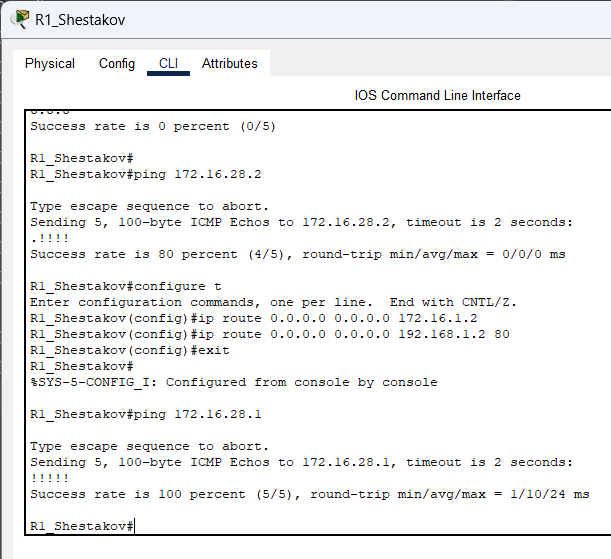 R1_Shestakov
Physical Config CLI Attributes
IOS Command Line Interface
Success rate is 0 percent (0/5)
R1_Shestakov#
R1_Shestakov#ping 172.16.28.2
Type escape sequence to abort.
Sending 5, 100-byte ICMP Echos to 172.16.28.2, timeout is 2 seconds:
.!!!!
Success rate is 80 percent (4/5), round-trip min/avg/max = 0/0/0 ms
R1_Shestakov#configure t
Enter configuration commands, one per line.  End with CNTL/Z.
R1_Shestakov(config)#ip route 0.0.0.0 0.0.0.0 172.16.1.2
R1_Shestakov(config)#ip route 0.0.0.0 0.0.0.0 192.168.1.2 80
R1_Shestakov(config)#exit
R1_Shestakov#
%SYS-5-CONFIG_I: Configured from console by console
R1_Shestakov#ping 172.16.28.1
Type escape sequence to abort.
Sending 5, 100-byte ICMP Echos to 172.16.28.1, timeout is 2 seconds:
!!!!!
Success rate is 100 percent (5/5), round-trip min/avg/max = 1/10/24 ms
R1_Shestakov#